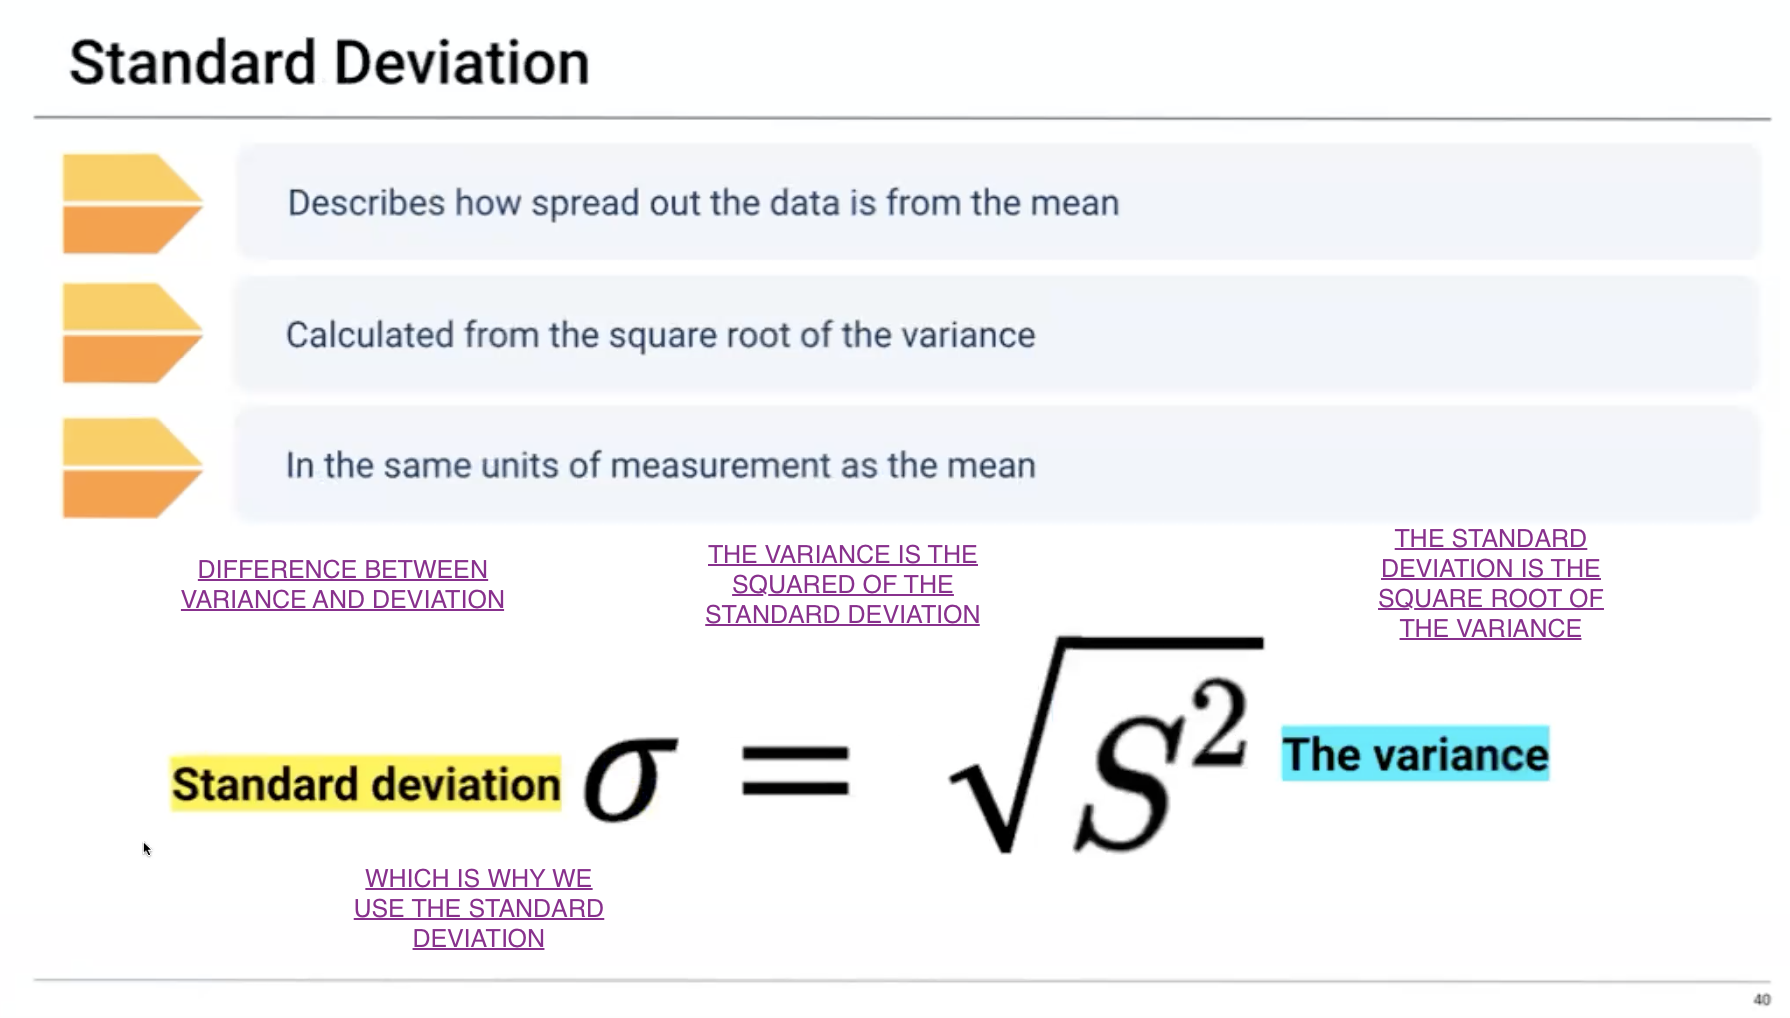 Standard Deviation
Describes how spread out the data is from the mean
Calculated from the square root of the variance
In the same units of measurement as the mean
DIFFERENCE BETWEEN
VARIANCE AND DEVIATION
THE VARIANCE IS THE
SQUARED OF THE
STANDARD DEVIATION
THE STANDARD
DEVIATION IS THE
SQUARE ROOT OF
THE VARIANCE
Standard deviation σ = √S² The variance
WHICH IS WHY WE
USE THE STANDARD
DEVIATION
40